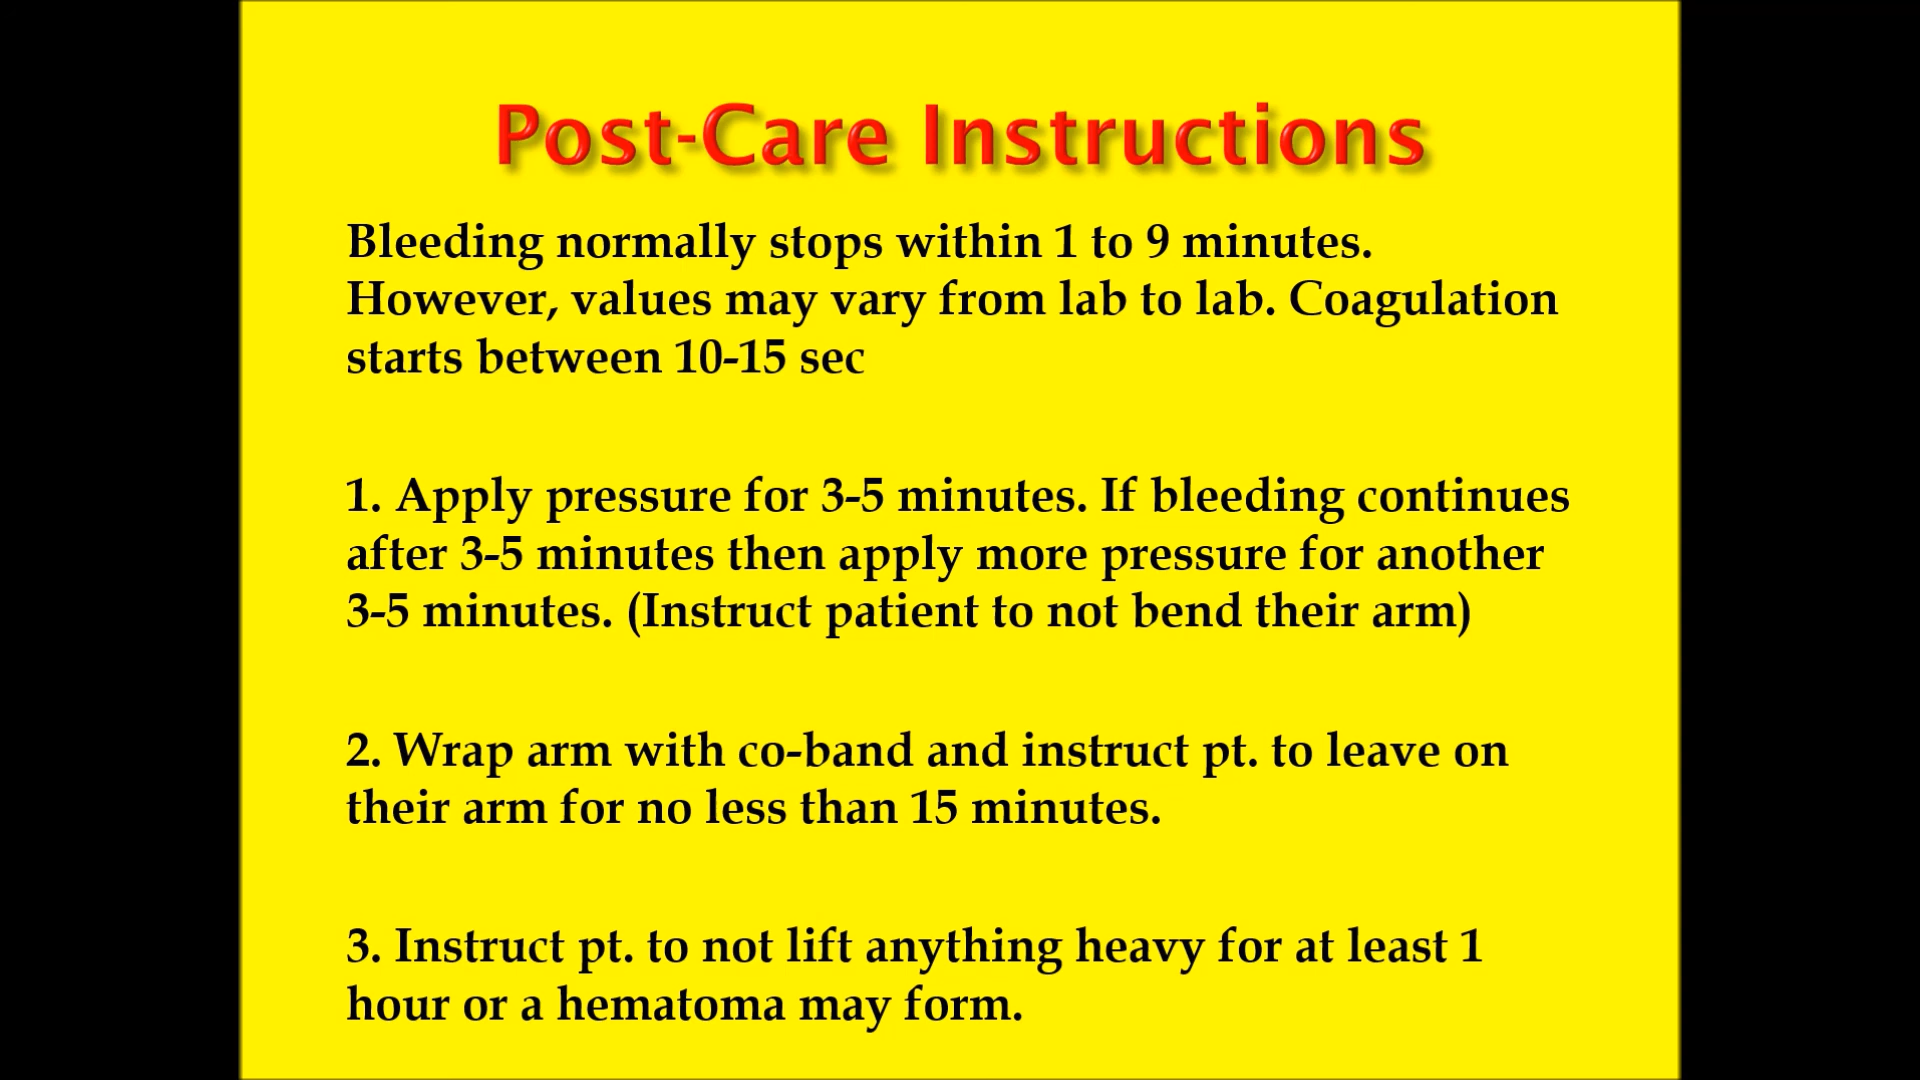 Post-Care Instructions
Bleeding normally stops within 1 to 9 minutes.
However, values may vary from lab to lab. Coagulation
starts between 10-15 sec
1. Apply pressure for 3-5 minutes. If bleeding continues
after 3-5 minutes then apply more pressure for another
3-5 minutes. (Instruct patient to not bend their arm)
2. Wrap arm with co-band and instruct pt. to leave on
their arm for no less than 15 minutes.
3. Instruct pt. to not lift anything heavy for at least 1
hour or a hematoma may form.